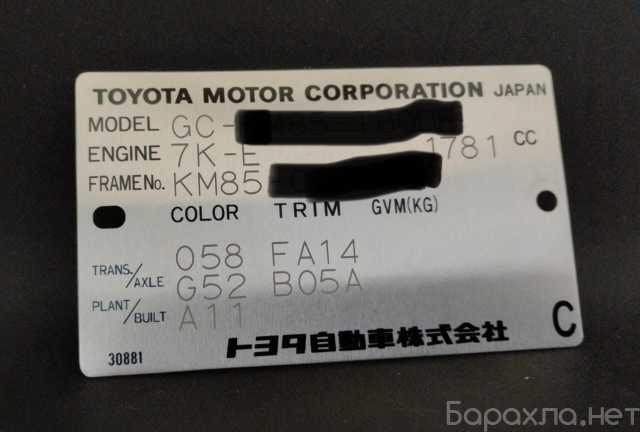 TOYOTA MOTOR CORPORATION JAPAN
MODEL GC-
ENGINE 7K-E 1781 CC
FRAME No. KM85
COLOR TRIM GVM(KG)
058 FA14
TRANS./AXLE G52 B05A
PLANT/BUILT A11
トヨタ自動車株式会社
C
30881
Барахла.нет